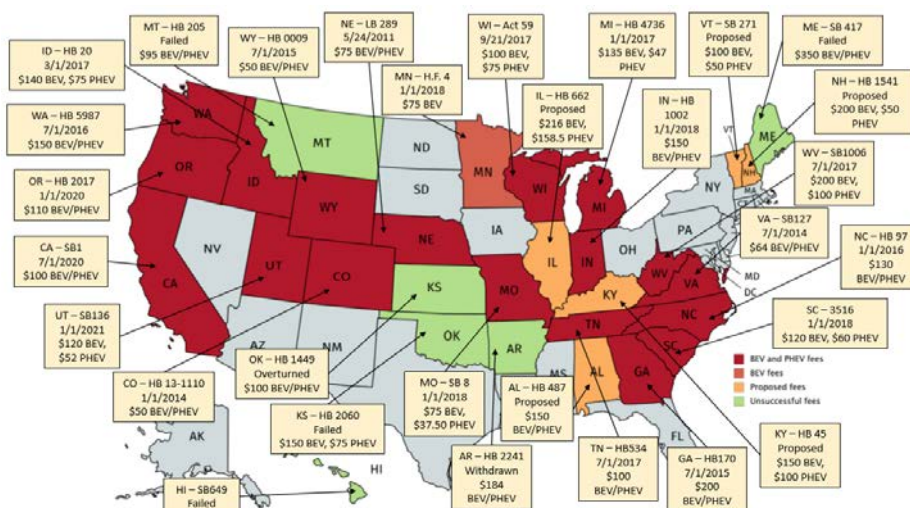 MT – HB 205
Failed
$95 BEV/PHEV
WY – HB 0009
7/1/2015
$50 BEV/PHEV
NE – LB 289
5/24/2011
$75 BEV/PHEV
WI – Act 59
9/21/2017
$100 BEV,
$75 PHEV
MI – HB 4736
1/1/2017
$135 BEV, $47
PHEV
VT – SB 271
Proposed
$100 BEV,
$50 PHEV
ME – SB 417
Failed
$350 BEV/PHEV
ID – HB 20
3/1/2017
$140 BEV, $75 PHEV
MN – H.F. 4
1/1/2018
$75 BEV
IL – HB 662
Proposed
$216 BEV,
$158.5 PHEV
IN – HB
1002
1/1/2018
$150
BEV/PHEV
NH – HB 1541
Proposed
$200 BEV, $50
PHEV
WA – HB 5987
7/1/2016
$150 BEV/PHEV
WV – SB1006
7/1/2017
$200 BEV,
$100 PHEV
OR – HB 2017
1/1/2020
$110 BEV/PHEV
VA – SB127
7/1/2014
$64 BEV/PHEV
NC – HB 97
1/1/2016
$130
BEV/PHEV
CA – SB1
7/1/2020
$100 BEV/PHEV
UT – SB136
1/1/2021
$120 BEV,
$52 PHEV
SC – 3516
1/1/2018
$120 BEV, $60 PHEV
CO – HB 13-1110
1/1/2014
$50 BEV/PHEV
OK – HB 1449
Overturned
$100 BEV/PHEV
KS – HB 2060
Failed
$150 BEV, $75 PHEV
MO – SB 8
1/1/2018
$75 BEV,
$37.50 PHEV
AL – HB 487
Proposed
$150
BEV/PHEV
AR – HB 2241
Withdrawn
$184
BEV/PHEV
TN – HB534
7/1/2017
$100
BEV/PHEV
GA – HB170
7/1/2015
$200
BEV/PHEV
KY – HB 45
Proposed
$150 BEV,
$100 PHEV
HI – SB649
Failed
WA
OR
CA
ID
NV
MT
WY
UT
CO
AZ
NM
ND
SD
NE
KS
OK
MN
IA
MO
AR
WI
IL
MI
IN
OH
KY
TN
MS
AL
GA
FL
SC
NC
VA
WV
PA
NY
VT
NH
ME
MA
CT
MD
DC
AK
HI
BEV and PHEV fees
BEV fees
Proposed fees
Unsuccessful fees